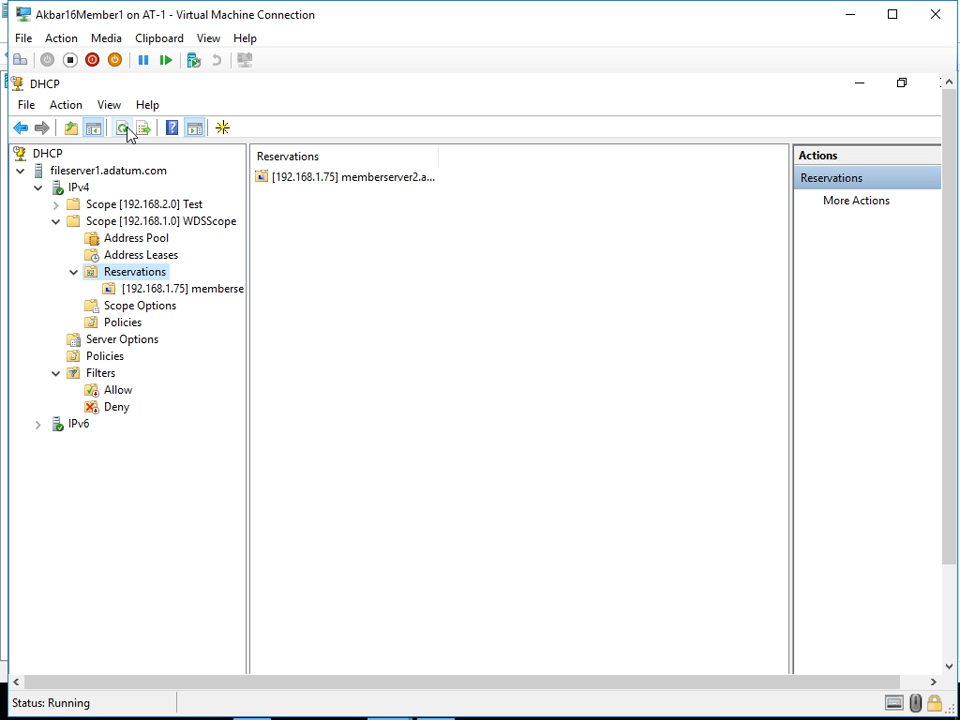 Akbar16Member1 on AT-1 - Virtual Machine Connection
File Action Media Clipboard View Help
DHCP
File Action View Help
DHCP
fileserver1.adatum.com
IPv4
Scope [192.168.2.0] Test
Scope [192.168.1.0] WDSScope
Address Pool
Address Leases
Reservations
[192.168.1.75] memberse
Scope Options
Policies
Server Options
Policies
Filters
Allow
Deny
IPv6
Reservations
[192.168.1.75] memberserver2.a...
Actions
Reservations
More Actions
Status: Running